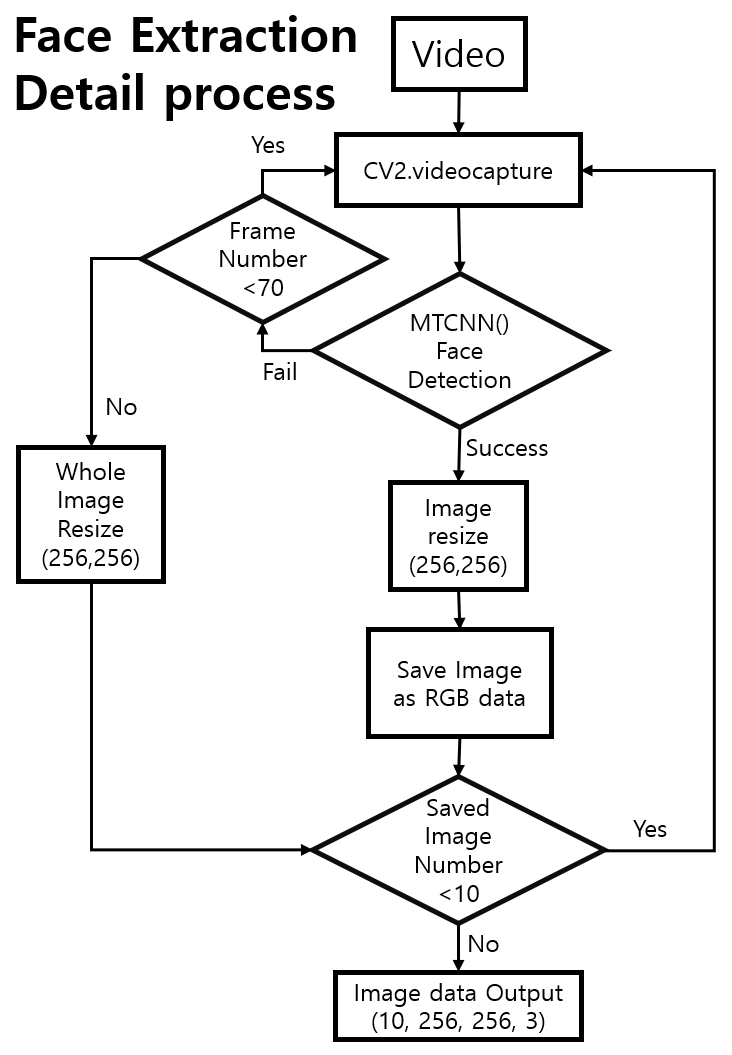 Face Extraction
Detail process
Video
Yes
CV2.videocapture
Frame
Number
<70
MTCNN()
Face
Detection
Fail
No
Success
Whole
Image
Resize
(256,256)
Image
resize
(256,256)
Save Image
as RGB data
Saved
Image
Number
<10
Yes
No
Image data Output
(10, 256, 256, 3)